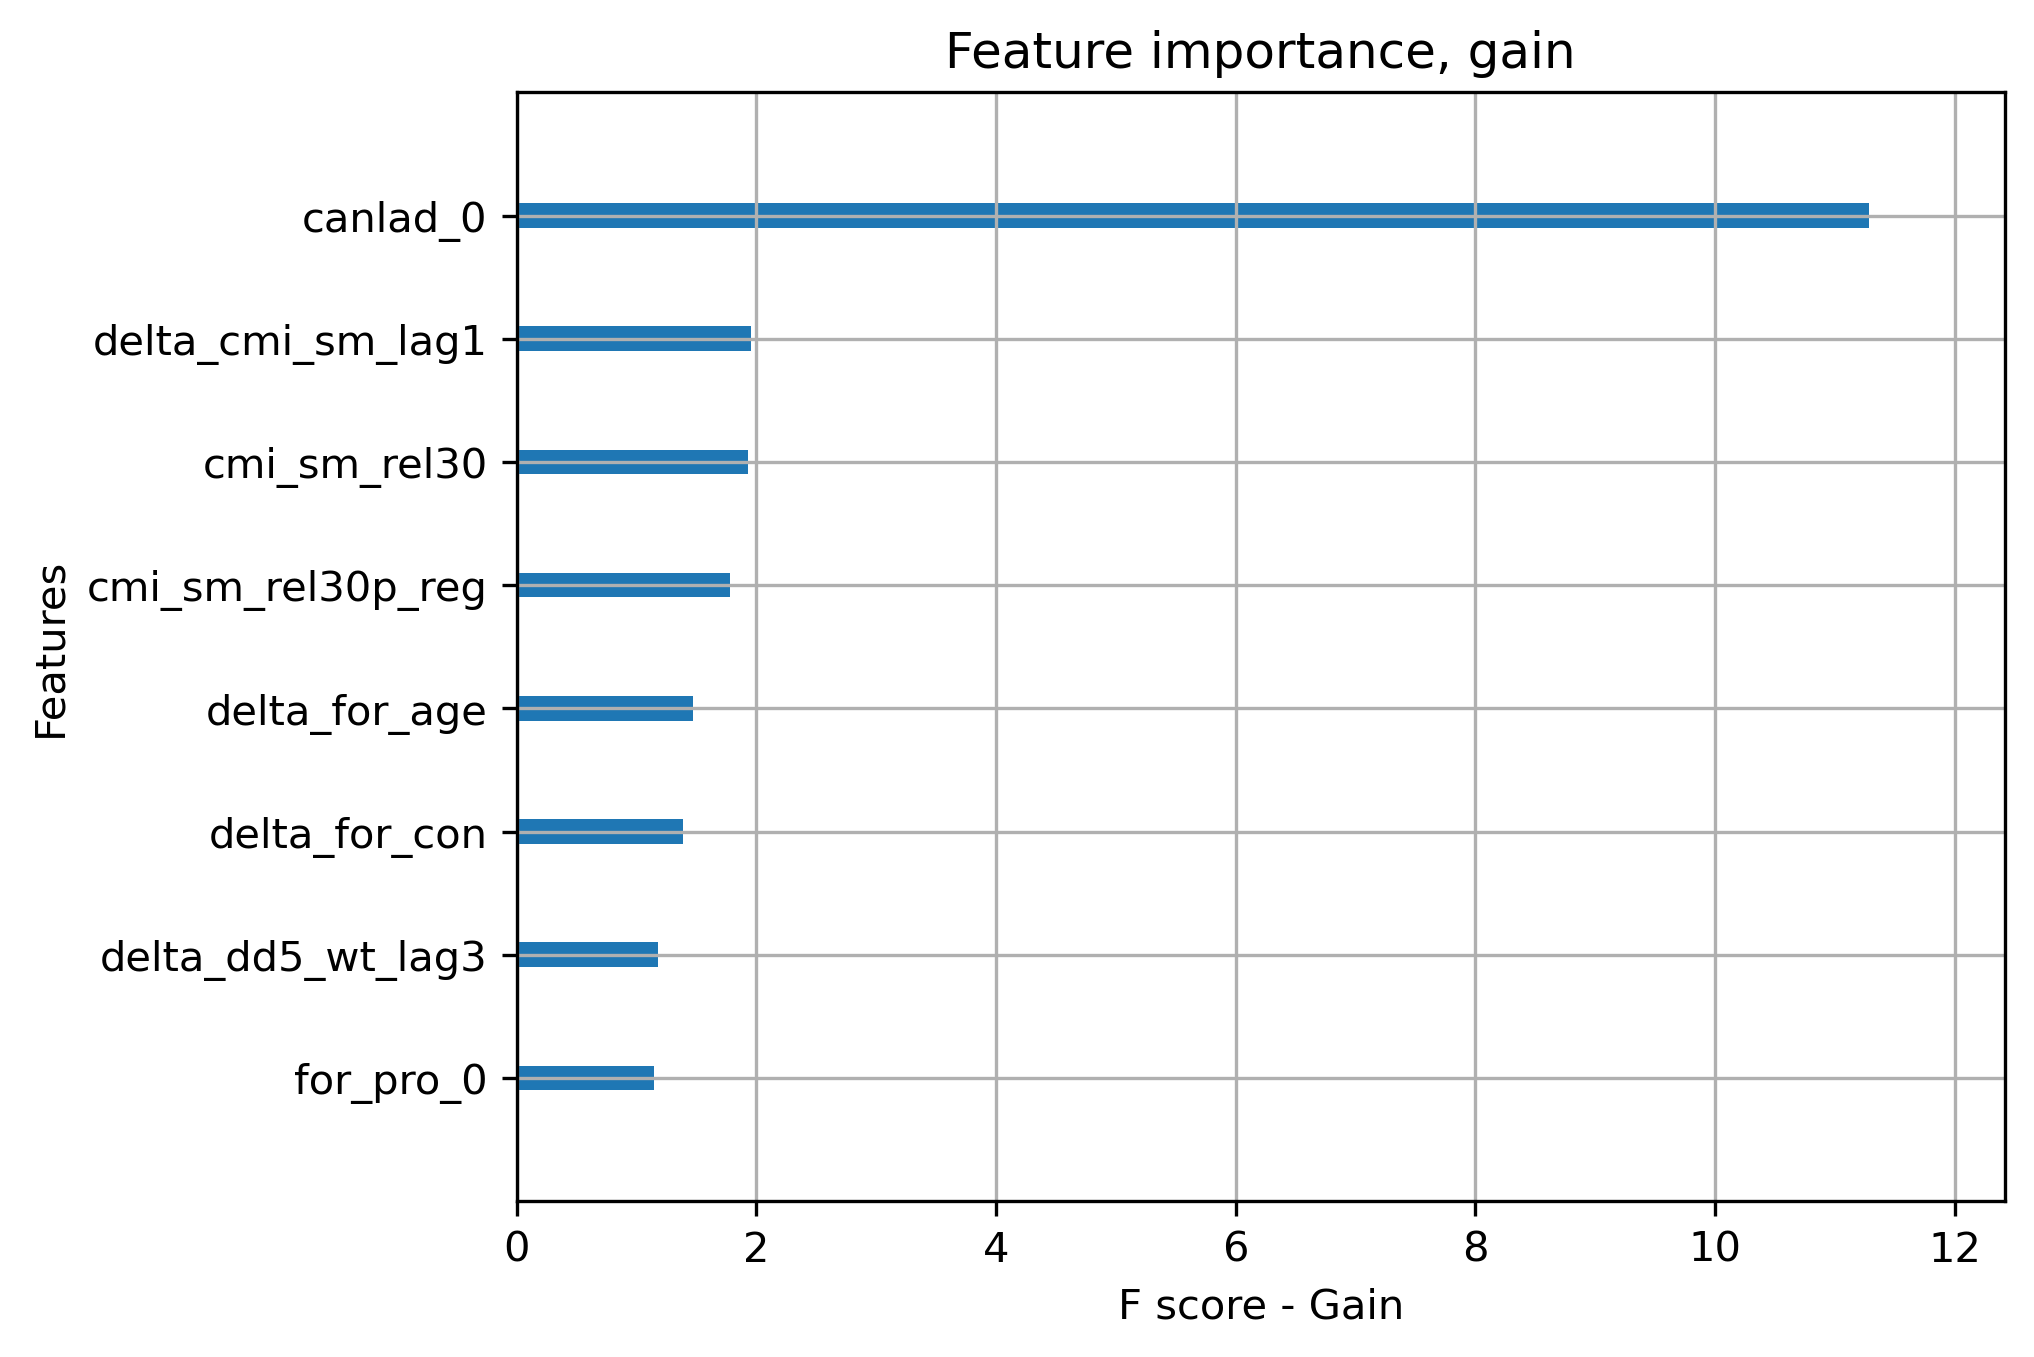 Feature importance, gain
canlad_0
delta_cmi_sm_lag1
cmi_sm_rel30
cmi_sm_rel30p_reg
delta_for_age
delta_for_con
delta_dd5_wt_lag3
for_pro_0
Features
0 2 4 6 8 10 12
F score - Gain